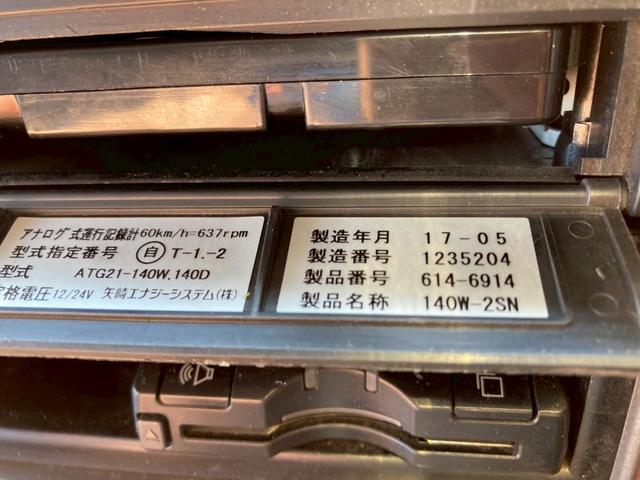 アナログ式運行記録計60km/h=637rpm
型式指定番号 自 T-1.-2
型式 ATG21-140W,140D
定格電圧12/24V 矢崎エナジーシステム(株)
製造年月 17-05
製造番号 1235204
製品番号 614-6914
製品名称 140W-2SN